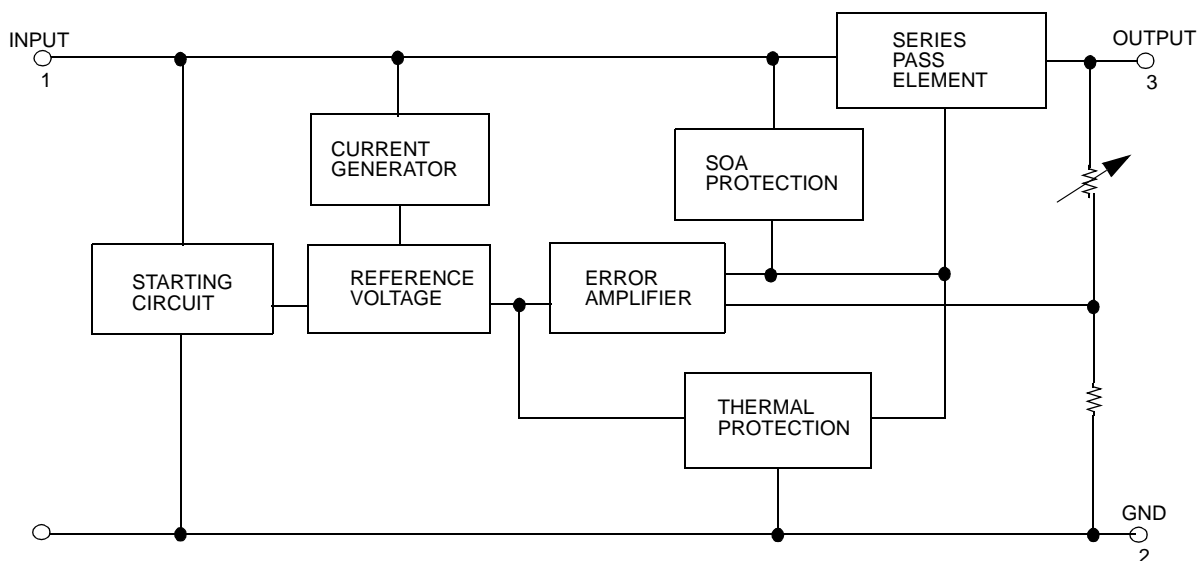 INPUT
1
SERIES
PASS
ELEMENT
OUTPUT
3
CURRENT
GENERATOR
SOA
PROTECTION
STARTING
CIRCUIT
REFERENCE
VOLTAGE
ERROR
AMPLIFIER
THERMAL
PROTECTION
GND
2